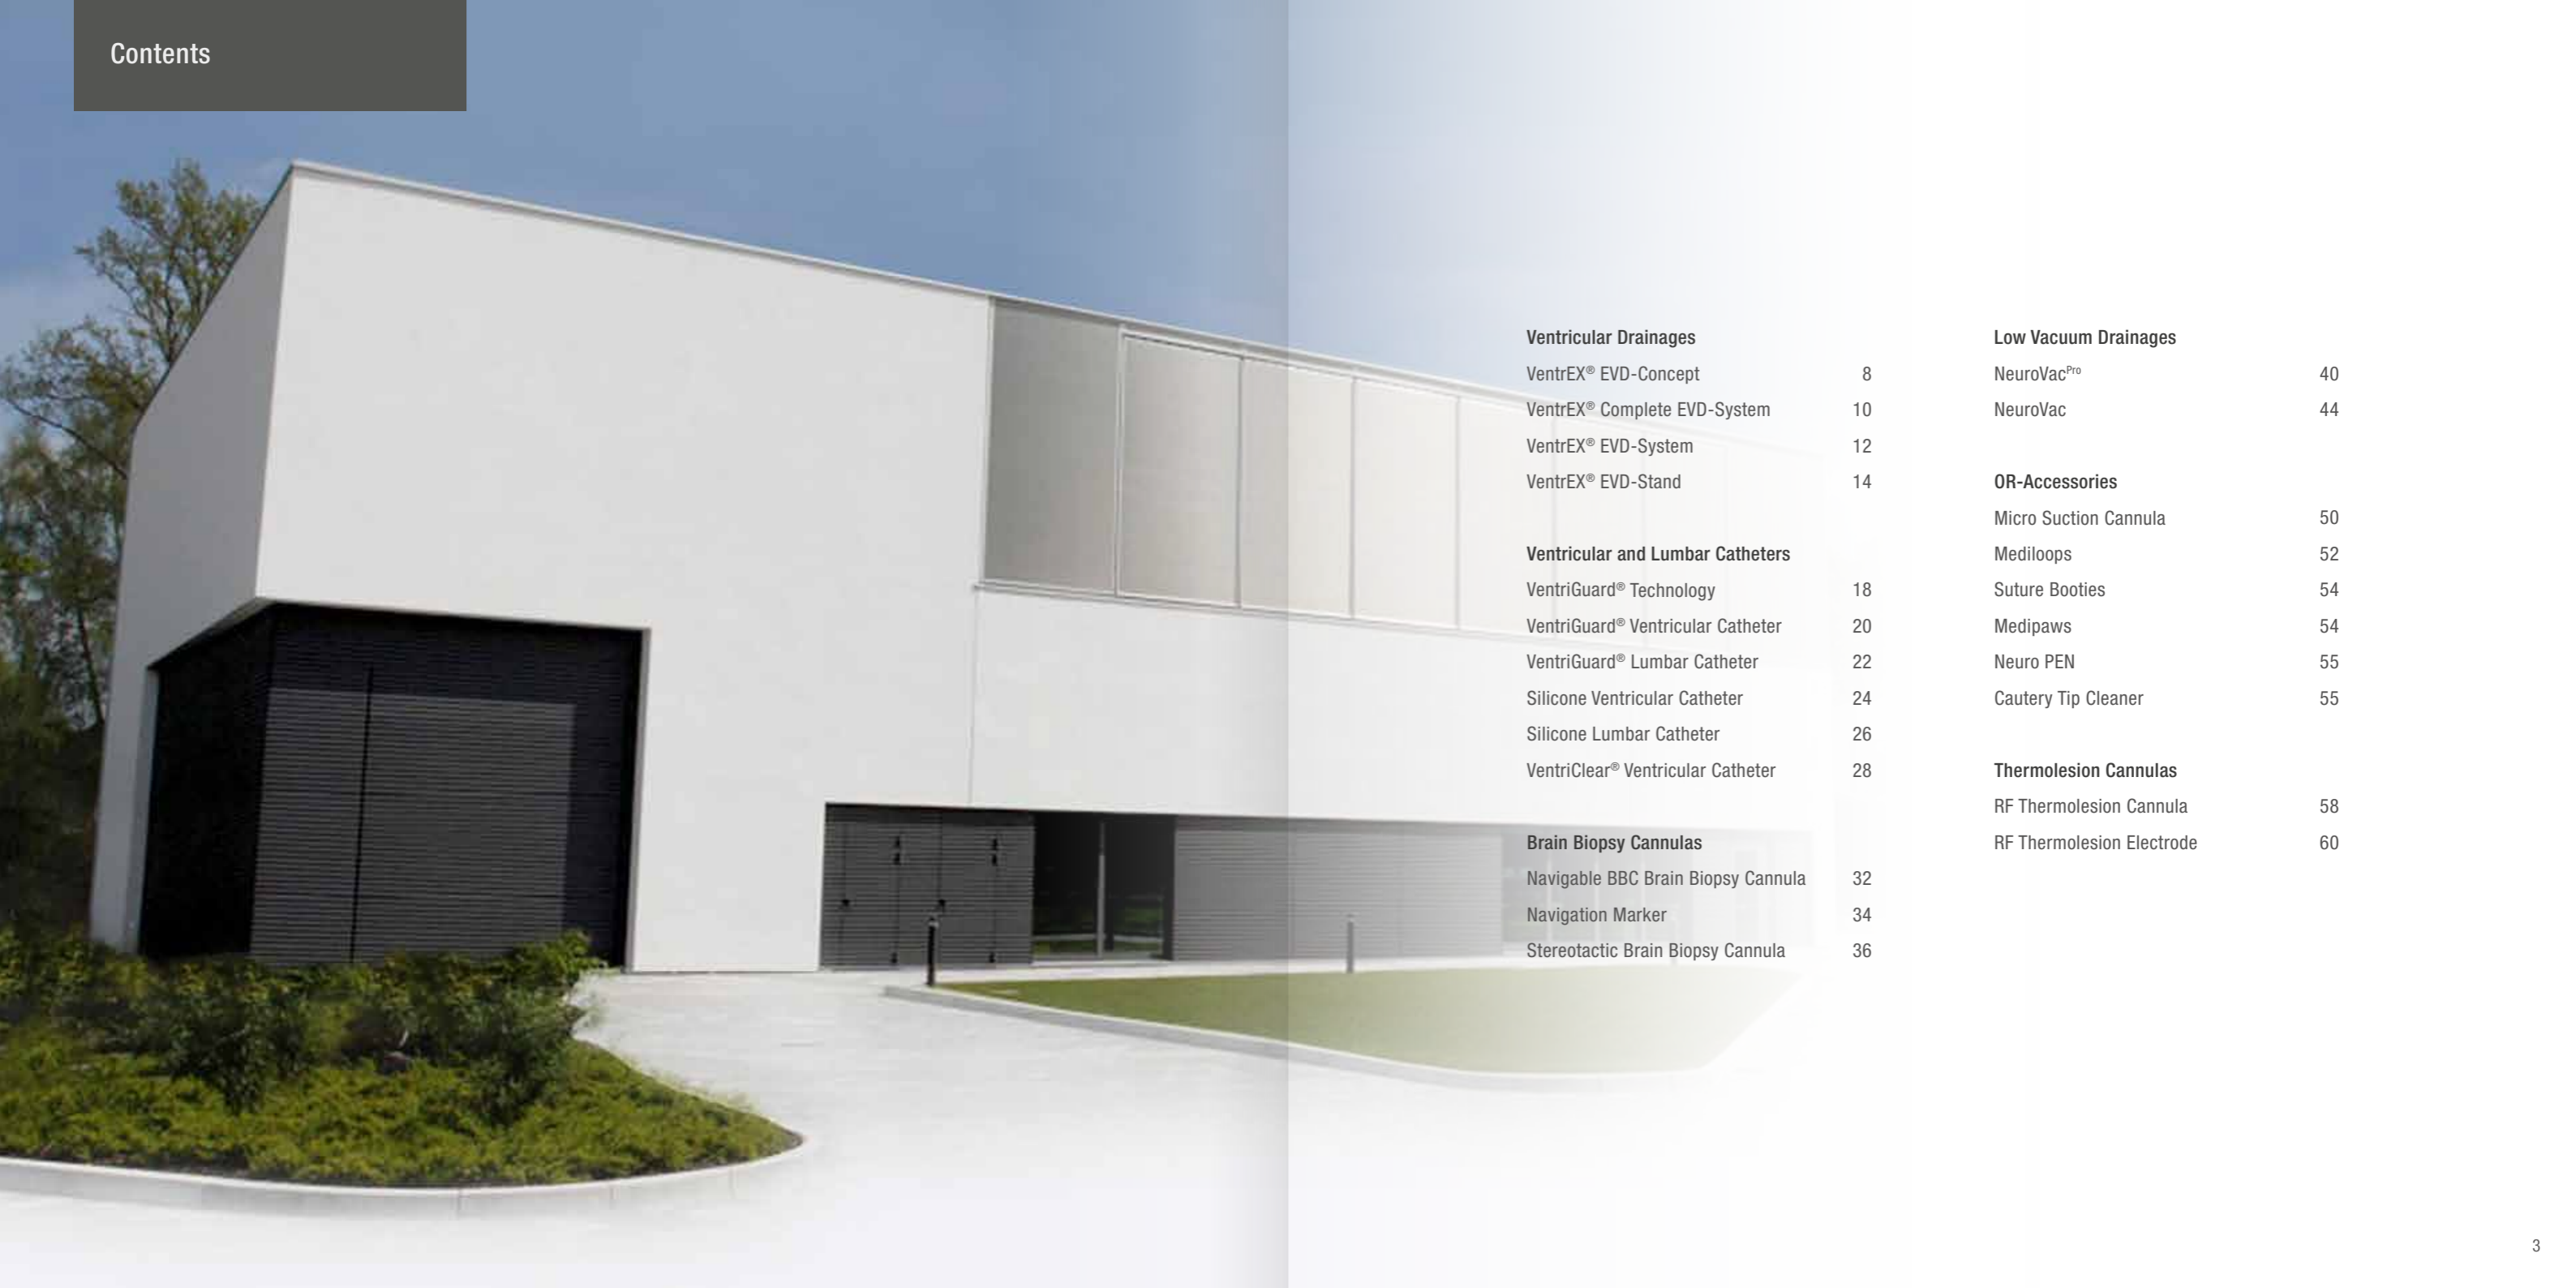 Contents
Ventricular Drainages
VentrEX® EVD-Concept 8
VentrEX® Complete EVD-System 10
VentrEX® EVD-System 12
VentrEX® EVD-Stand 14
Ventricular and Lumbar Catheters
VentriGuard® Technology 18
VentriGuard® Ventricular Catheter 20
VentriGuard® Lumbar Catheter 22
Silicone Ventricular Catheter 24
Silicone Lumbar Catheter 26
VentriClear® Ventricular Catheter 28
Brain Biopsy Cannulas
Navigable BBC Brain Biopsy Cannula 32
Navigation Marker 34
Stereotactic Brain Biopsy Cannula 36
Low Vacuum Drainages
NeuroVacPro 40
NeuroVac 44
OR-Accessories
Micro Suction Cannula 50
Mediloops 52
Suture Booties 54
Medipaws 54
Neuro PEN 55
Cautery Tip Cleaner 55
Thermolesion Cannulas
RF Thermolesion Cannula 58
RF Thermolesion Electrode 60
3